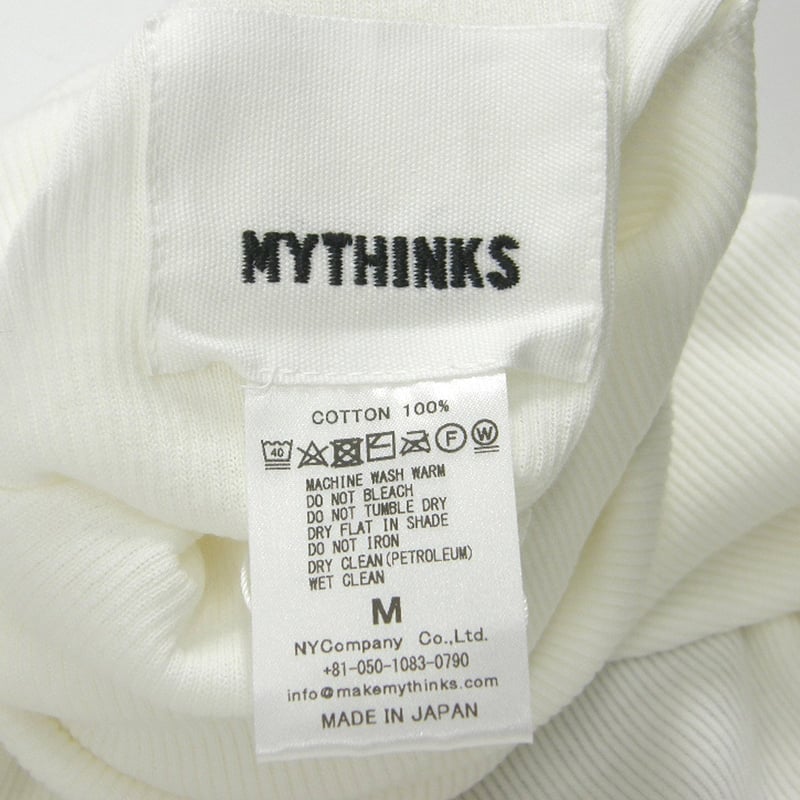 MYTHINKS
COTTON 100%
40 F W
MACHINE WASH WARM
DO NOT BLEACH
DO NOT TUMBLE DRY
DRY FLAT IN SHADE
DO NOT IRON
DRY CLEAN(PETROLEUM)
WET CLEAN
M
NYCompany Co.,Ltd.
+81-050-1083-0790
info@makemythinks.com
MADE IN JAPAN